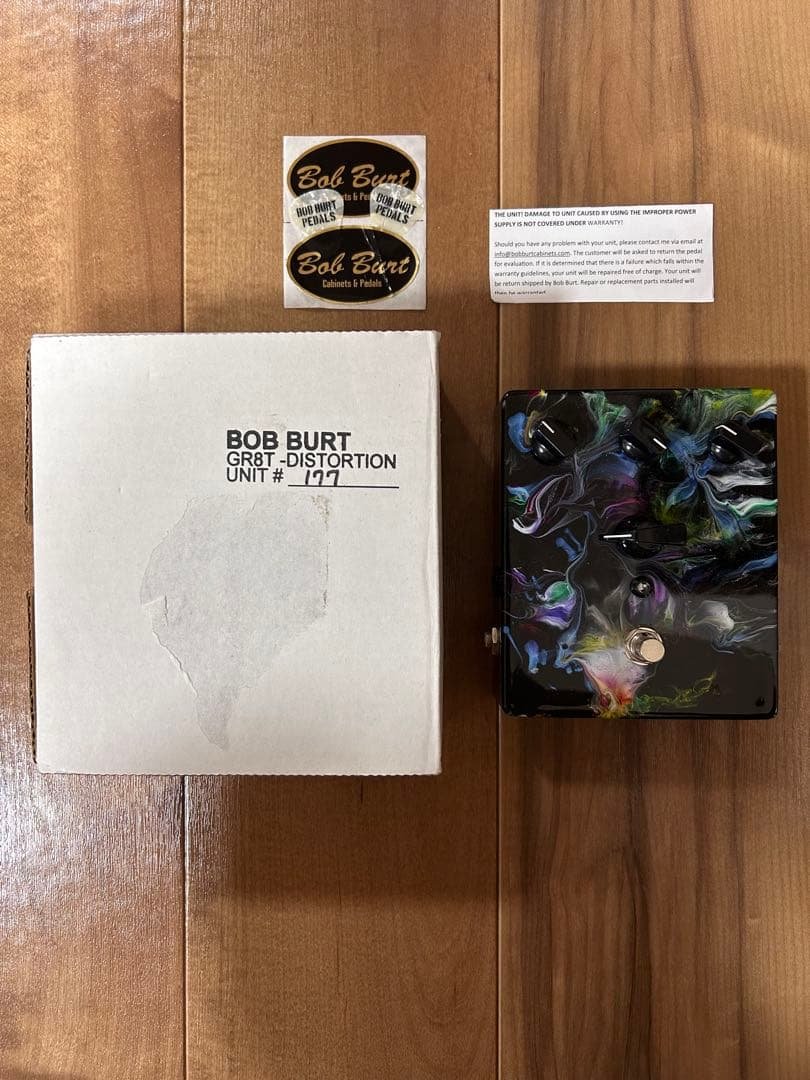 Bob Burt
BOB BURT
PEDALS
BOB BURT
PEDALS
Bob Burt
Cabinets & Pedals
THE UNIT! DAMAGE TO UNIT CAUSED BY USING THE IMPROPER POWER
SUPPLY IS NOT COVERED UNDER WARRANTY!
Should you have any problem with your unit, please contact me via email at
info@bobburtcabinets.com. The customer will be asked to return the pedal
for evaluation. If it is determined that there is a failure which falls within the
warranty guidelines, your unit will be repaired free of charge. Your unit will
be return shipped by Bob Burt. Repair or replacement parts installed will
then be warranted
BOB BURT
GR8T -DISTORTION
UNIT # 177